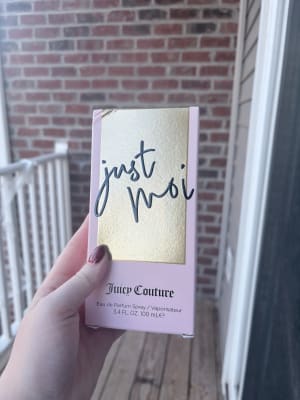 just
moi
Juicy Couture
Eau de Parfum Spray / Vaporisateur
3.4 FL. OZ. 100 mL ℮